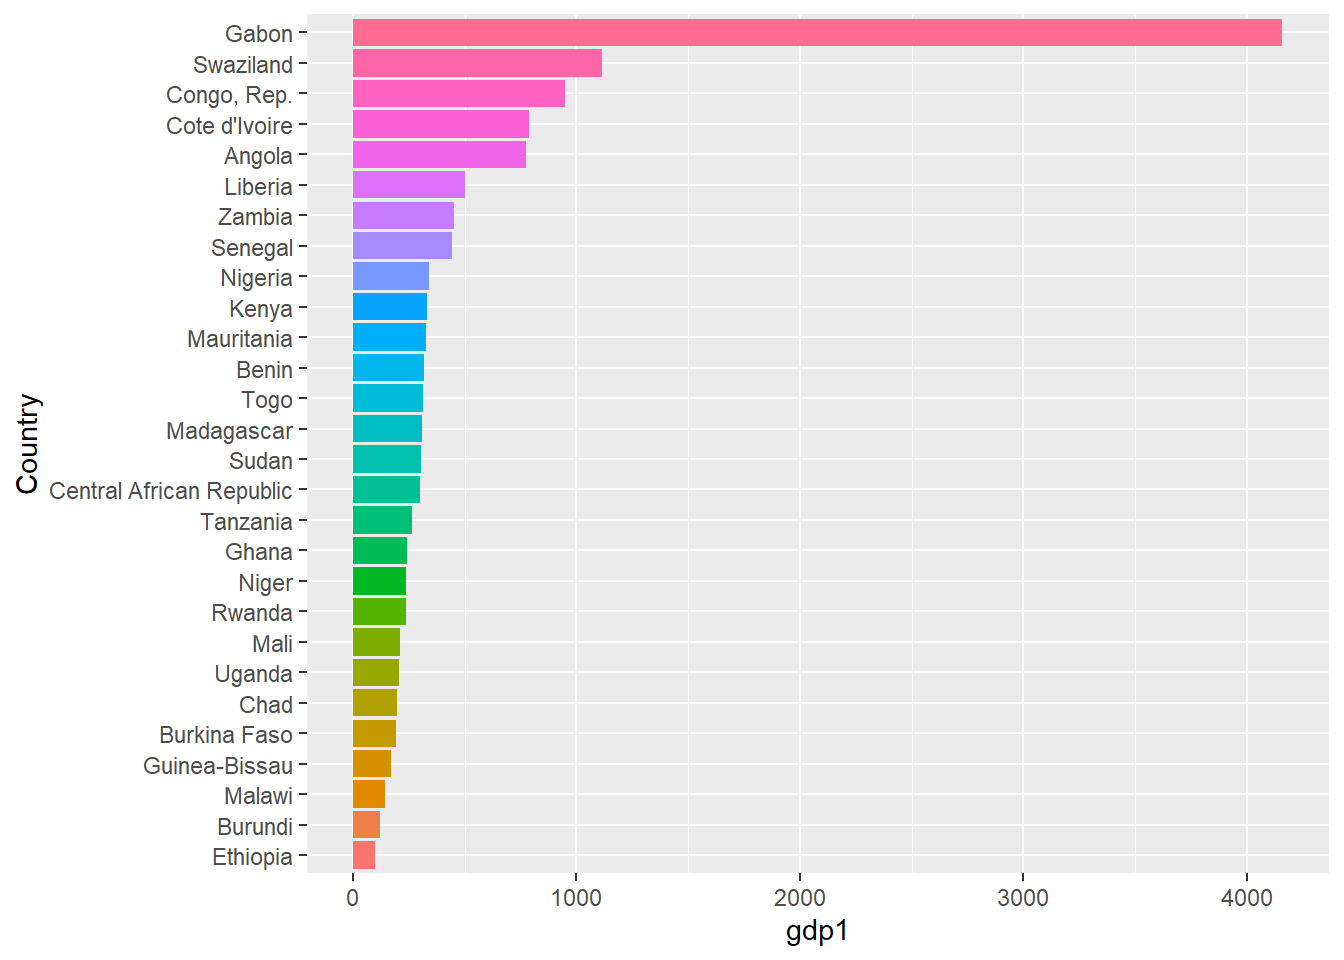 Gabon
Swaziland
Congo, Rep.
Cote d'Ivoire
Angola
Liberia
Zambia
Senegal
Nigeria
Kenya
Mauritania
Benin
Togo
Madagascar
Sudan
Central African Republic
Tanzania
Ghana
Niger
Rwanda
Mali
Uganda
Chad
Burkina Faso
Guinea-Bissau
Malawi
Burundi
Ethiopia
Country
0 1000 2000 3000 4000
gdp1